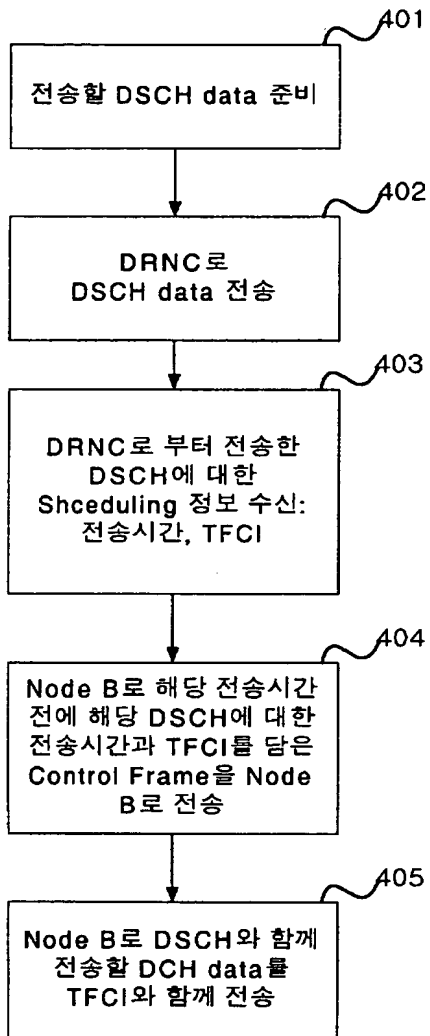 401
전송할 DSCH data 준비
402
DRNC로
DSCH data 전송
403
DRNC로 부터 전송한
DSCH에 대한
Shceduling 정보 수신:
전송시간, TFCI
404
Node B로 해당 전송시간
전에 해당 DSCH에 대한
전송시간과 TFCI를 담은
Control Frame을 Node
B로 전송
405
Node B로 DSCH와 함께
전송할 DCH data를
TFCI와 함께 전송